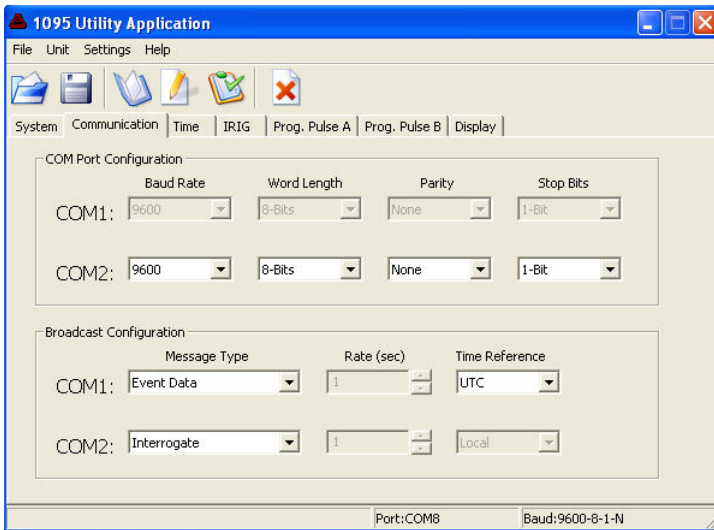 1095 Utility Application
File Unit Settings Help
System Communication Time IRIG Prog. Pulse A Prog. Pulse B Display
COM Port Configuration
Baud Rate Word Length Parity Stop Bits
COM1: 9600 8-Bits None 1-Bit
COM2: 9600 8-Bits None 1-Bit
Broadcast Configuration
Message Type Rate (sec) Time Reference
COM1: Event Data 1 UTC
COM2: Interrogate 1 Local
Port:COM8 Baud:9600-8-1-N